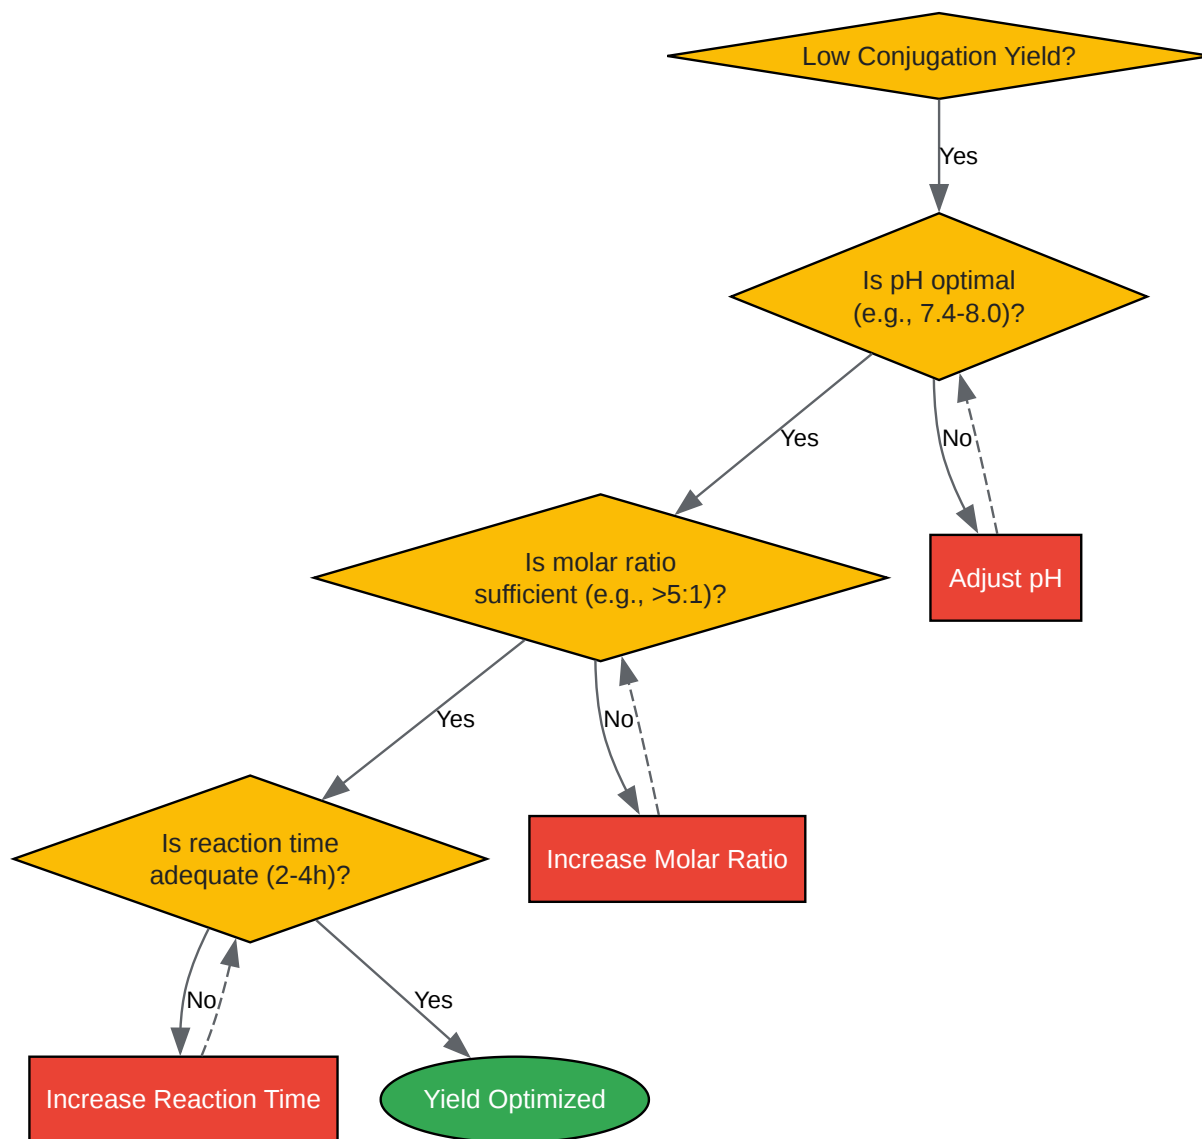 Low Conjugation Yield?
Yes
Is pH optimal
(e.g., 7.4-8.0)?
Yes
No
Is molar ratio
sufficient (e.g., >5:1)?
Adjust pH
Yes
No
Is reaction time
adequate (2-4h)?
Increase Molar Ratio
No
Yes
Increase Reaction Time
Yield Optimized